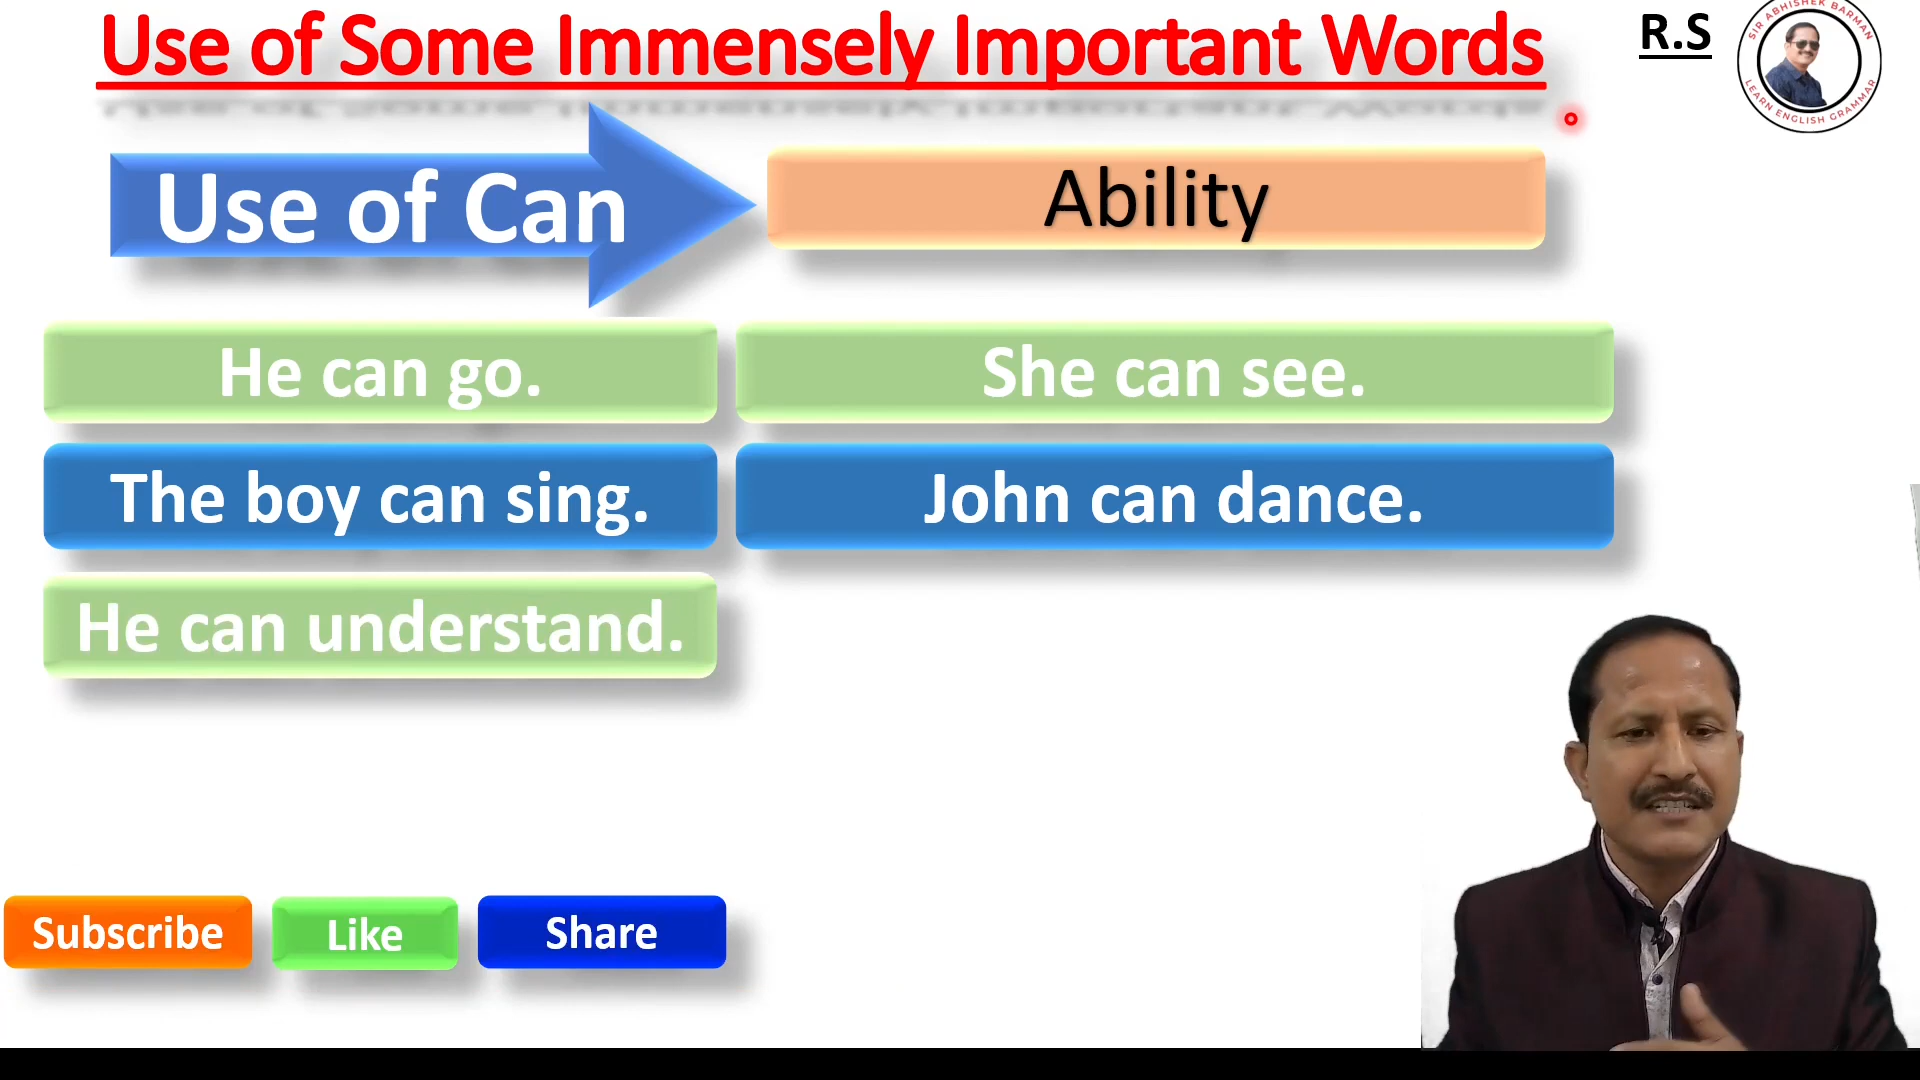 Use of Some Immensely Important Words
R.S
SIR ABHISHEK BARMAN
LEARN ENGLISH GRAMMAR
Use of Can
Ability
He can go.
She can see.
The boy can sing.
John can dance.
He can understand.
Subscribe
Like
Share